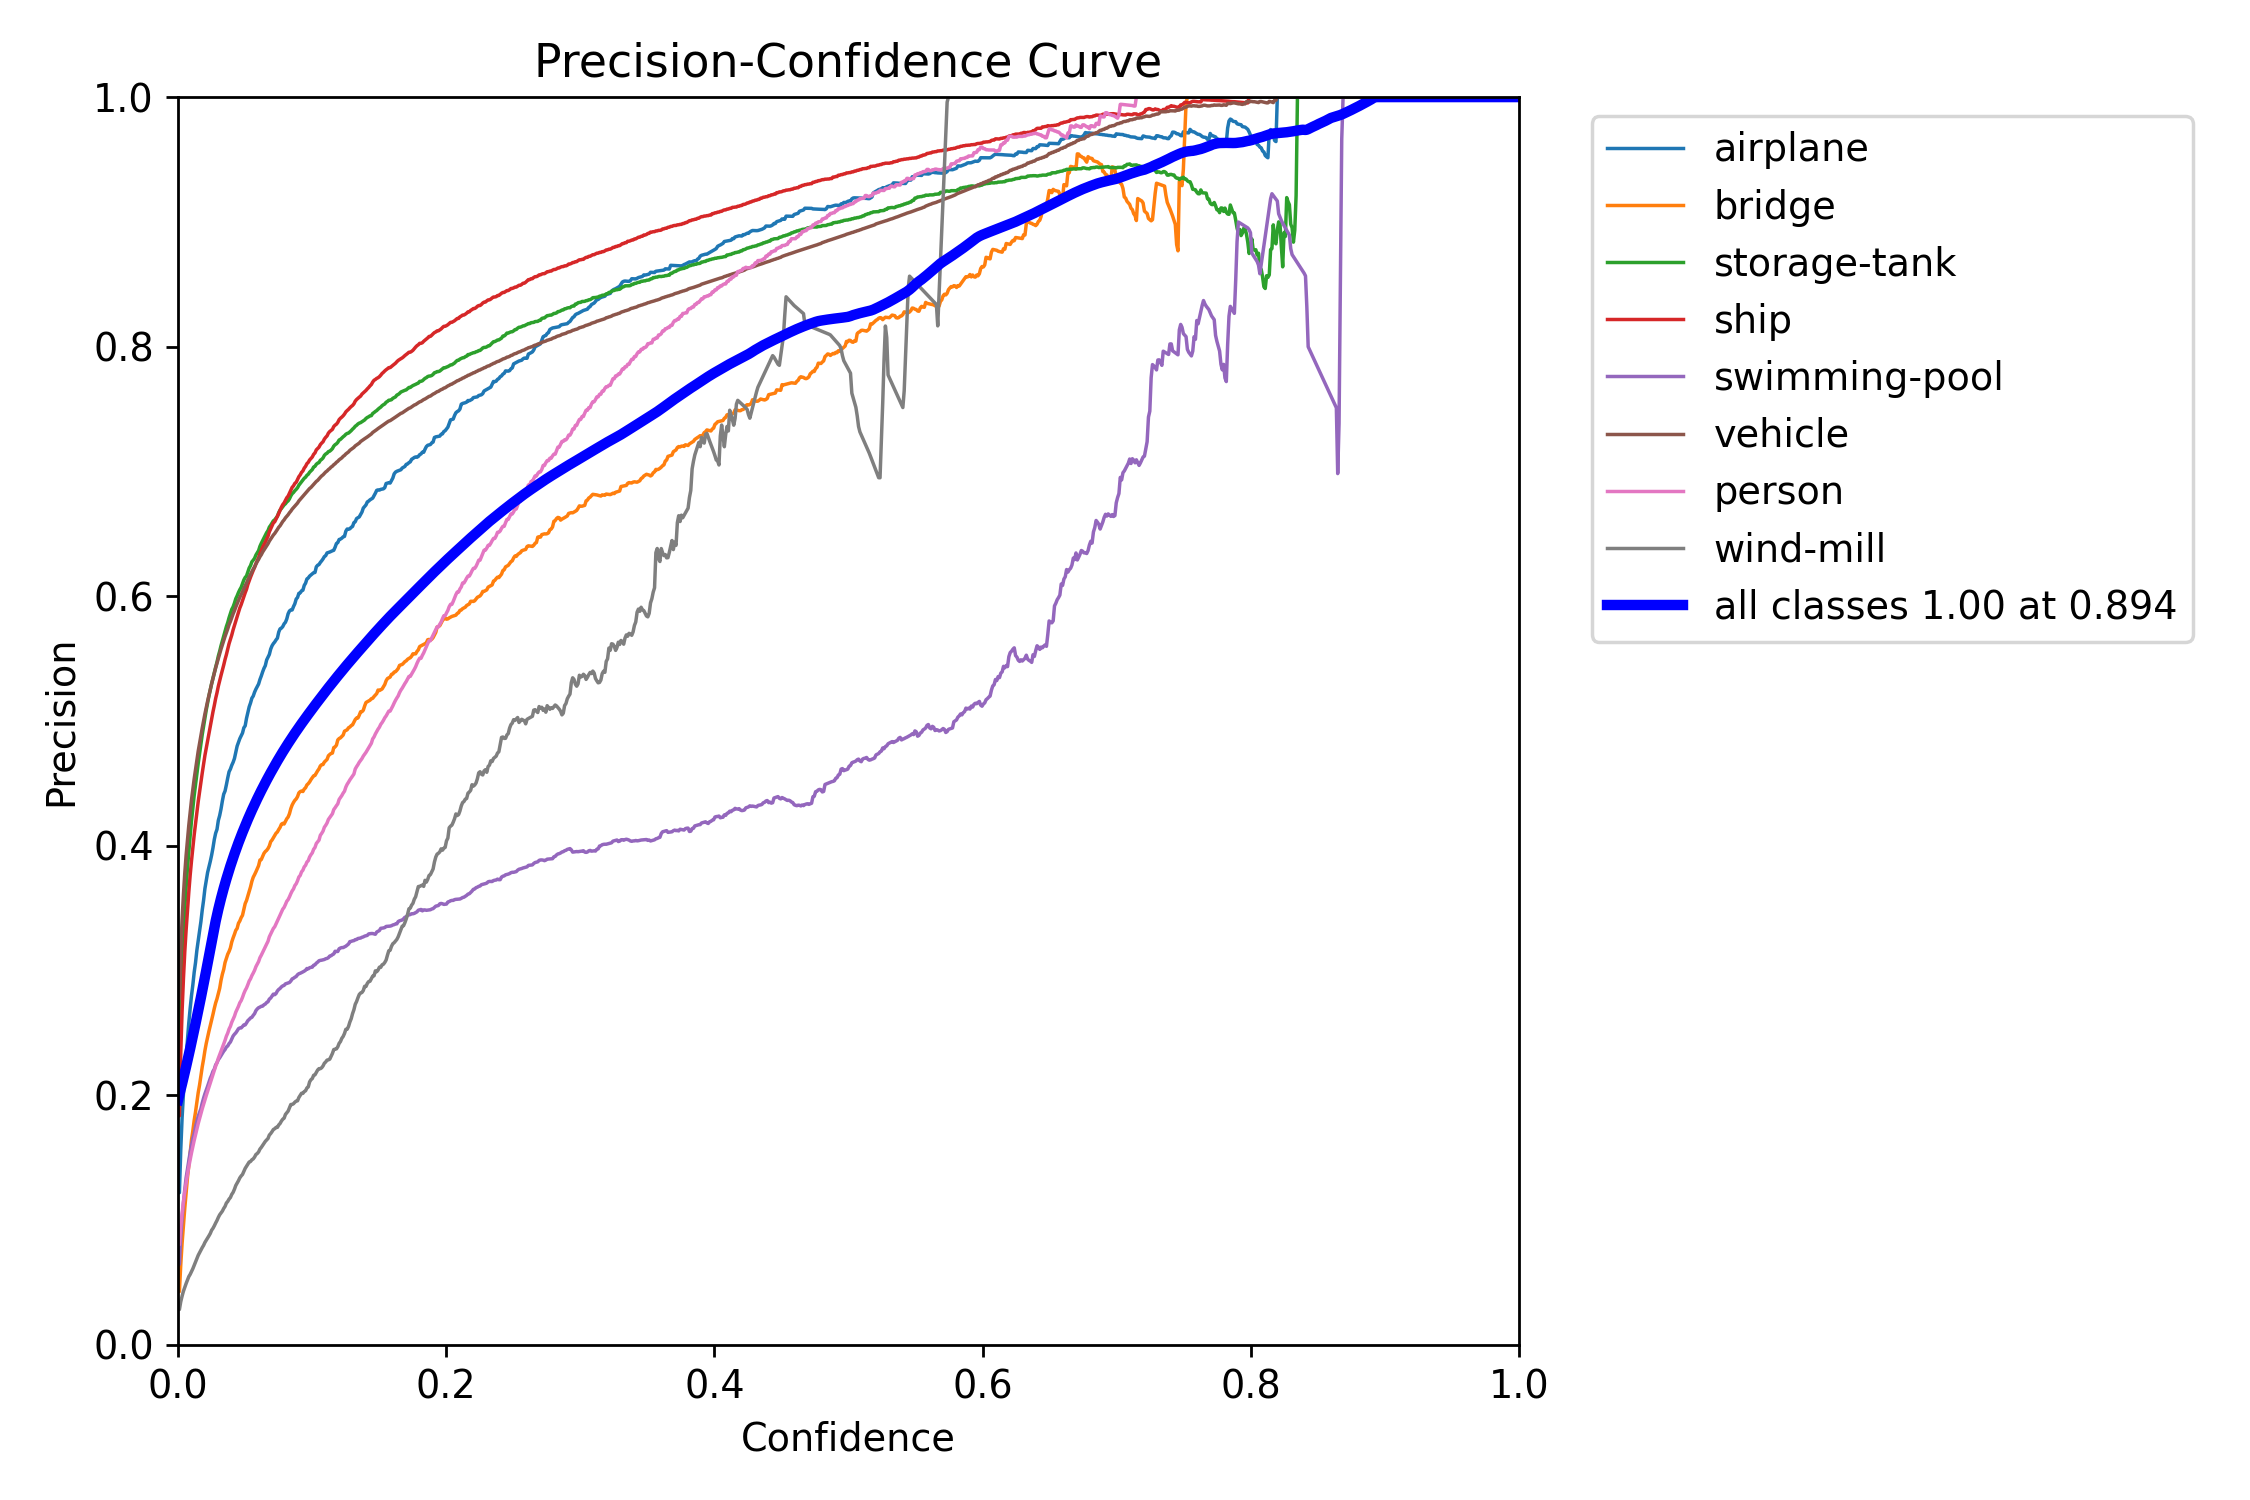 Precision-Confidence Curve
1.0
0.8
0.6
0.4
0.2
0.0
Precision
0.0 0.2 0.4 0.6 0.8 1.0
Confidence
airplane
bridge
storage-tank
ship
swimming-pool
vehicle
person
wind-mill
all classes 1.00 at 0.894